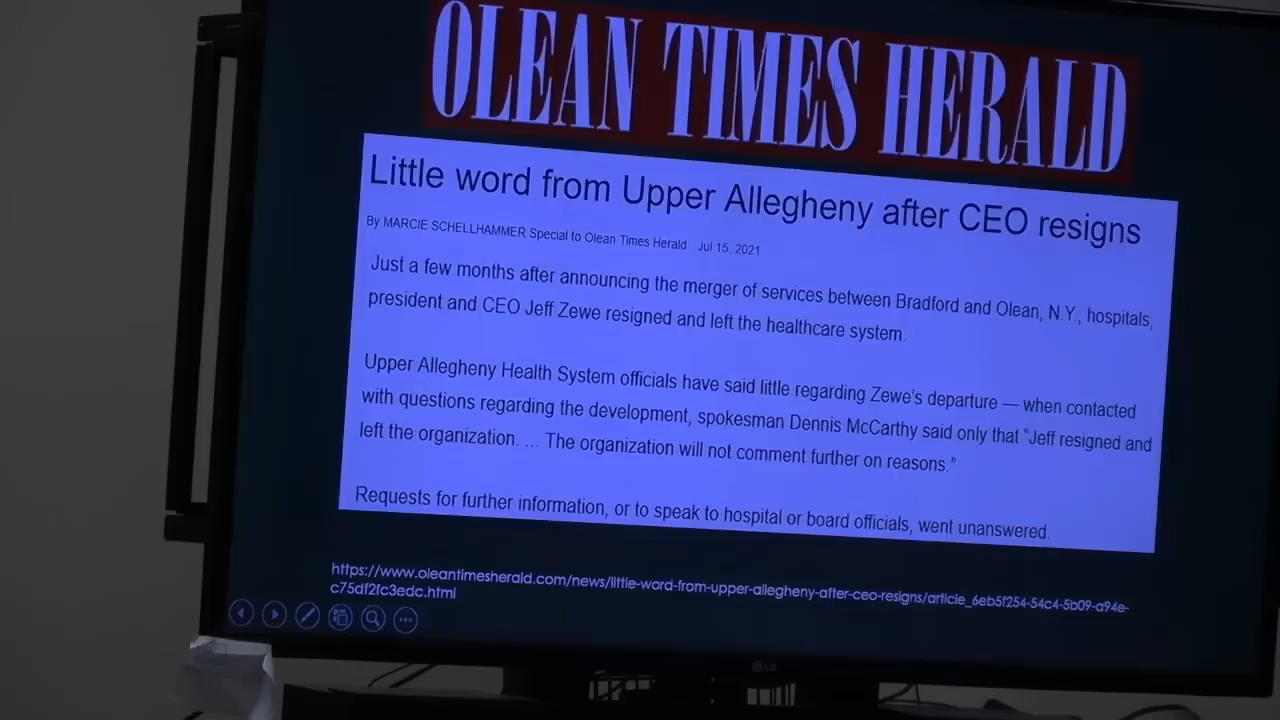 OLEAN TIMES HERALD
Little word from Upper Allegheny after CEO resigns
By MARCIE SCHELLHAMMER Special to Olean Times Herald Jul 15, 2021
Just a few months after announcing the merger of services between Bradford and Olean, N.Y., hospitals,
president and CEO Jeff Zewe resigned and left the healthcare system.
Upper Allegheny Health System officials have said little regarding Zewe's departure — when contacted
with questions regarding the development, spokesman Dennis McCarthy said only that “Jeff resigned and
left the organization. ... The organization will not comment further on reasons.”
Requests for further information, or to speak to hospital or board officials, went unanswered.
https://www.oleantimesherald.com/news/little-word-from-upper-allegheny-after-ceo-resigns/article_6eb5f254-54c4-5b09-a94e-
c75df2fc3edc.html
LG